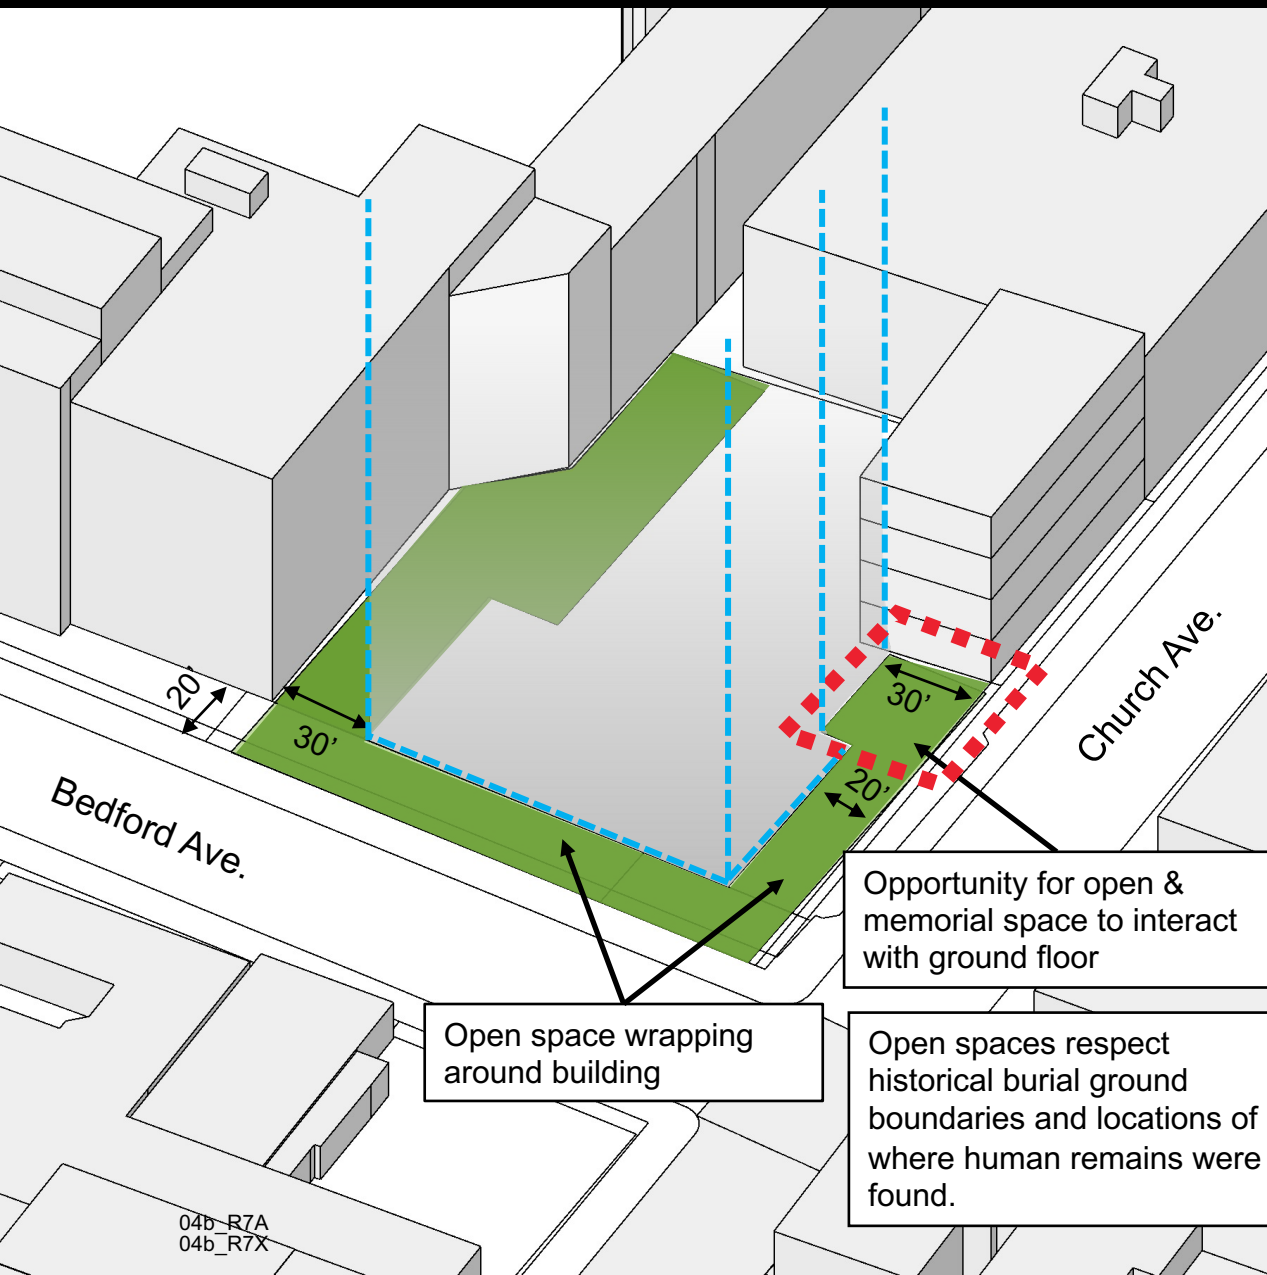 20'
30'
Bedford Ave.
30'
20'
Church Ave.
Opportunity for open &
memorial space to interact
with ground floor
Open space wrapping
around building
Open spaces respect
historical burial ground
boundaries and locations of
where human remains were
found.
04b_R7A
04b_R7X